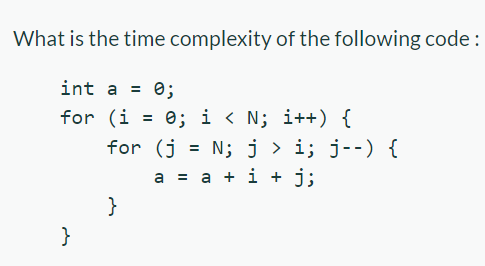 What is the time complexity of the following code :
int a = 0;
for (i = 0; i < N; i++) {
    for (j = N; j > i; j--) {
        a = a + i + j;
    }
}